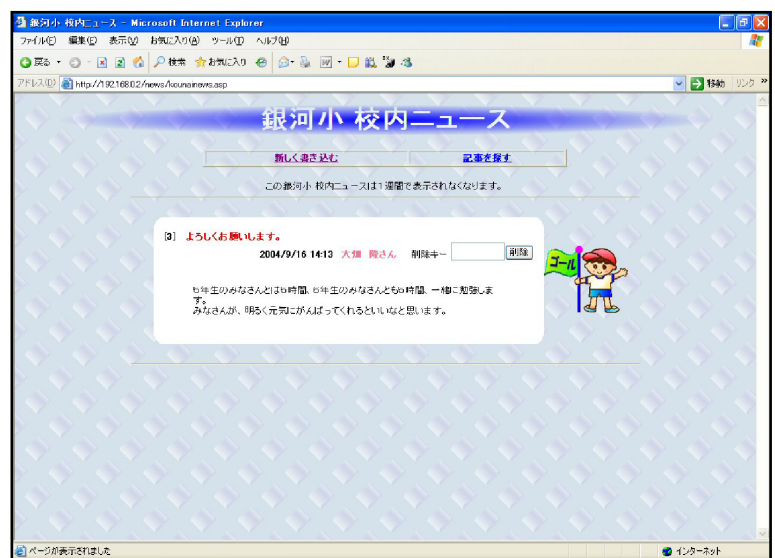 銀河小 校内ニュース - Microsoft Internet Explorer
ファイル(F) 編集(E) 表示(V) お気に入り(A) ツール(T) ヘルプ(H)
戻る 検索 お気に入り
アドレス(D) http://192.168.0.2/news/kounainews.asp 移動 リンク »
銀河小 校内ニュース
新しく書き込む 記事を探す
この銀河小 校内ニュースは1週間で表示されなくなります。
[3] よろしくお願いします。
2004/9/16 14:13 大畑 隆さん 削除キー 削除
ゴール
5年生のみなさんとは5時間、6年生のみなさんとも5時間、一緒に勉強しま
す。
みなさんが、明るく元気にがんばってくれるといいなと思います。
ページが表示されました インターネット